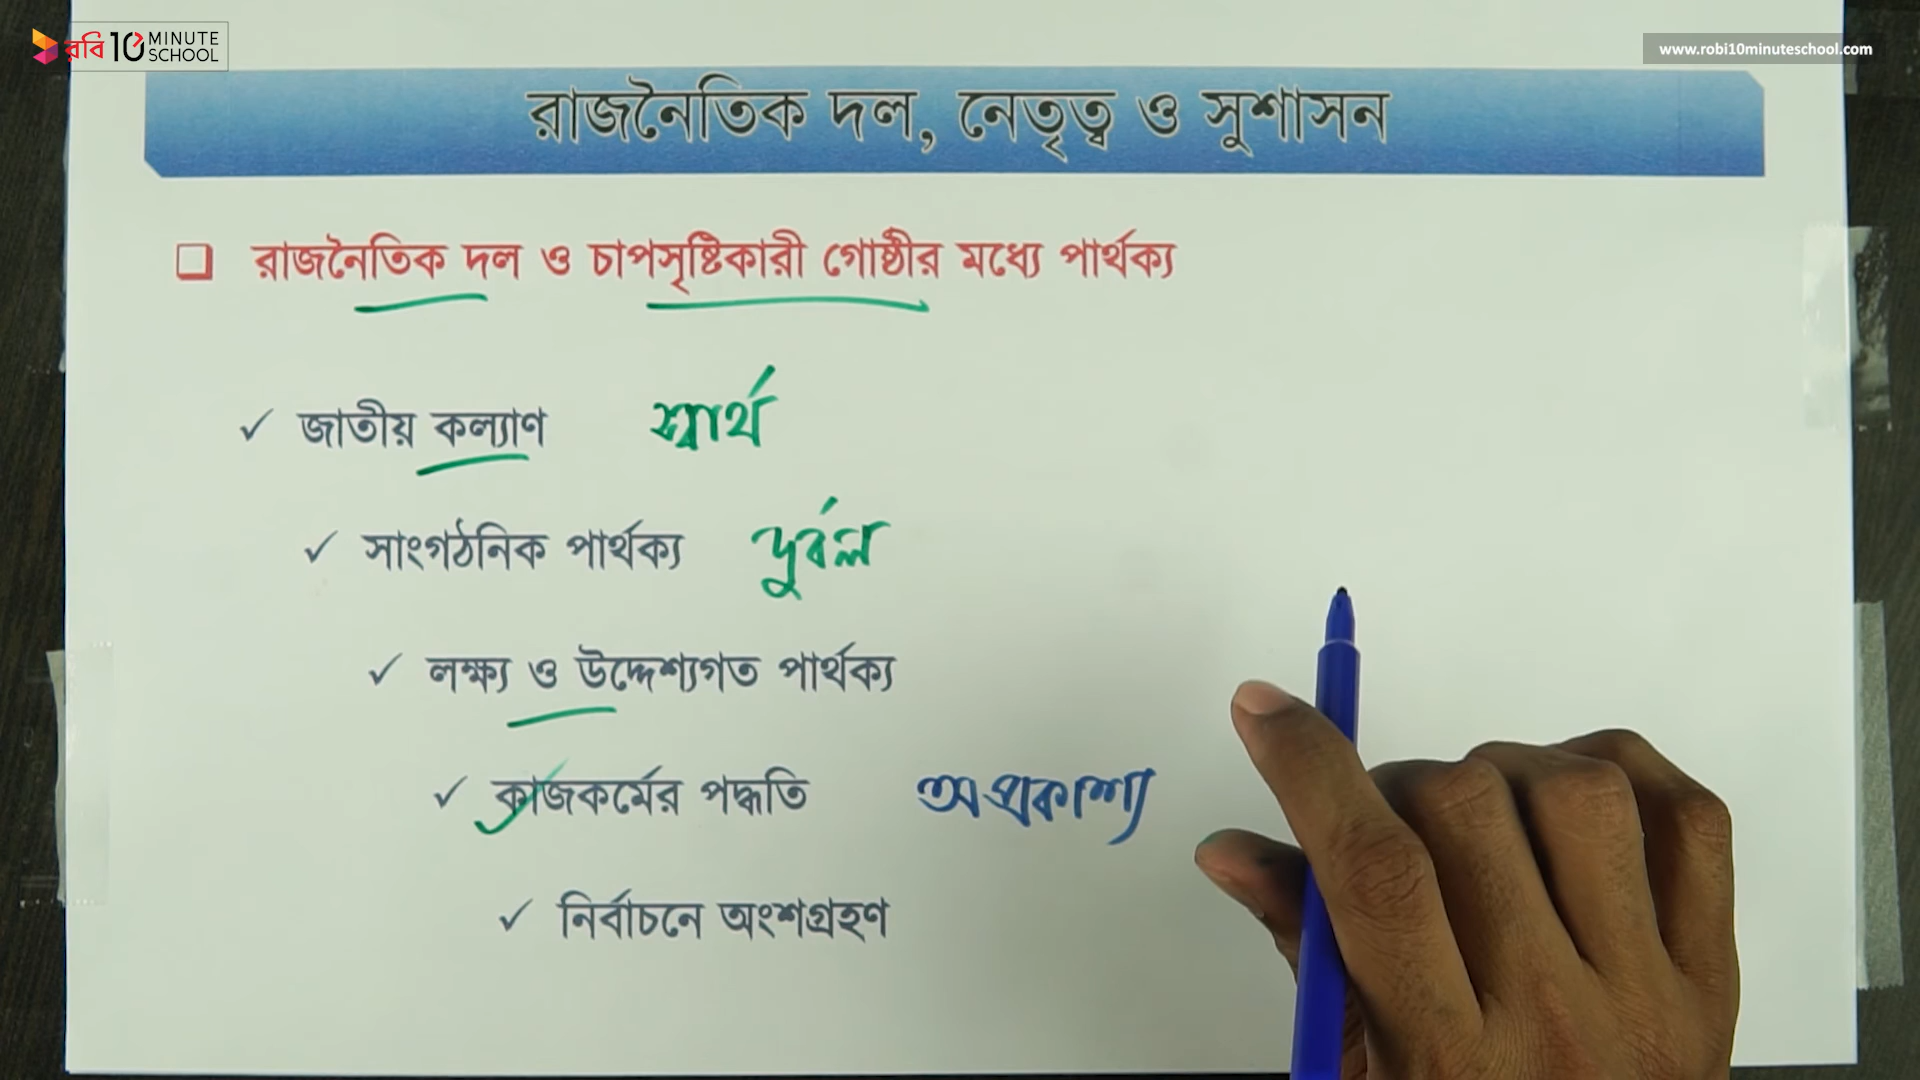 রবি 10 MINUTE SCHOOL
www.robi10minuteschool.com
রাজনৈতিক দল, নেতৃত্ব ও সুশাসন
রাজনৈতিক দল ও চাপসৃষ্টিকারী গোষ্ঠীর মধ্যে পার্থক্য
জাতীয় কল্যাণ স্বার্থ
সাংগঠনিক পার্থক্য দুর্বল
লক্ষ্য ও উদ্দেশ্যগত পার্থক্য
কাজকর্মের পদ্ধতি অপ্রকাশ্য
নির্বাচনে অংশগ্রহণ